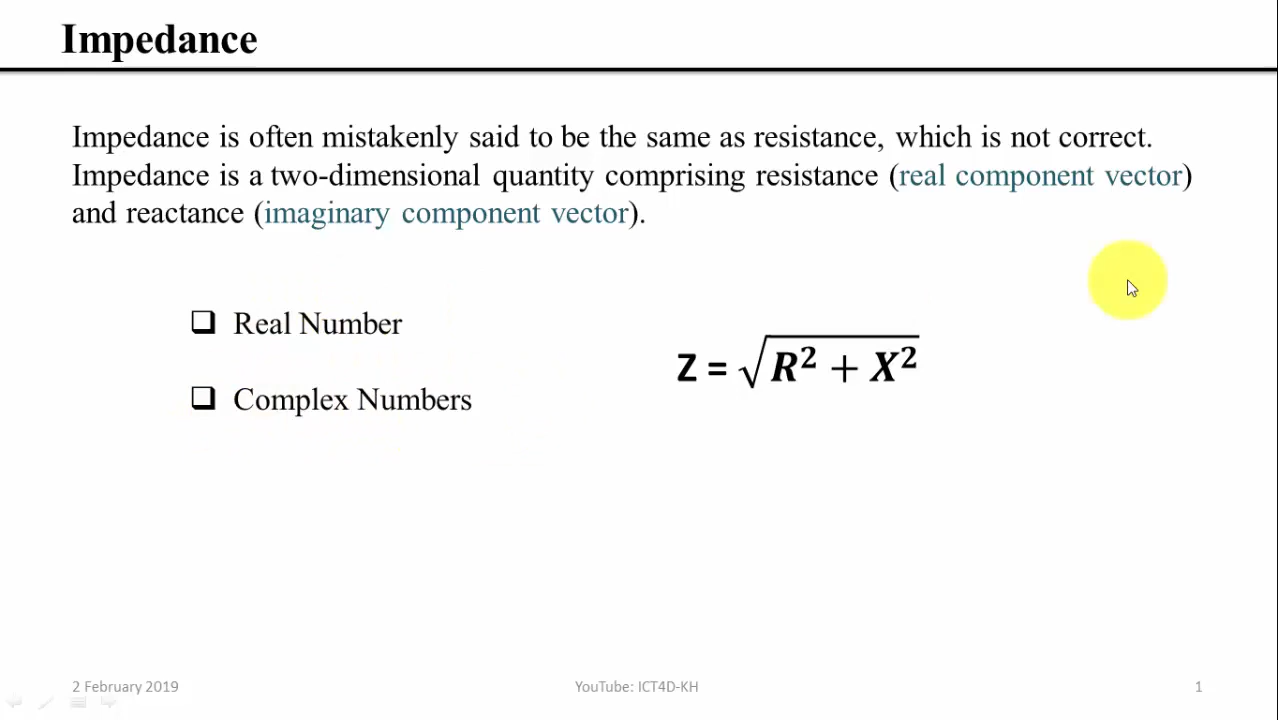 Impedance
Impedance is often mistakenly said to be the same as resistance, which is not correct.
Impedance is a two-dimensional quantity comprising resistance (real component vector)
and reactance (imaginary component vector).
❑ Real Number
Z = √(R² + X²)
❑ Complex Numbers
2 February 2019 YouTube: ICT4D-KH 1